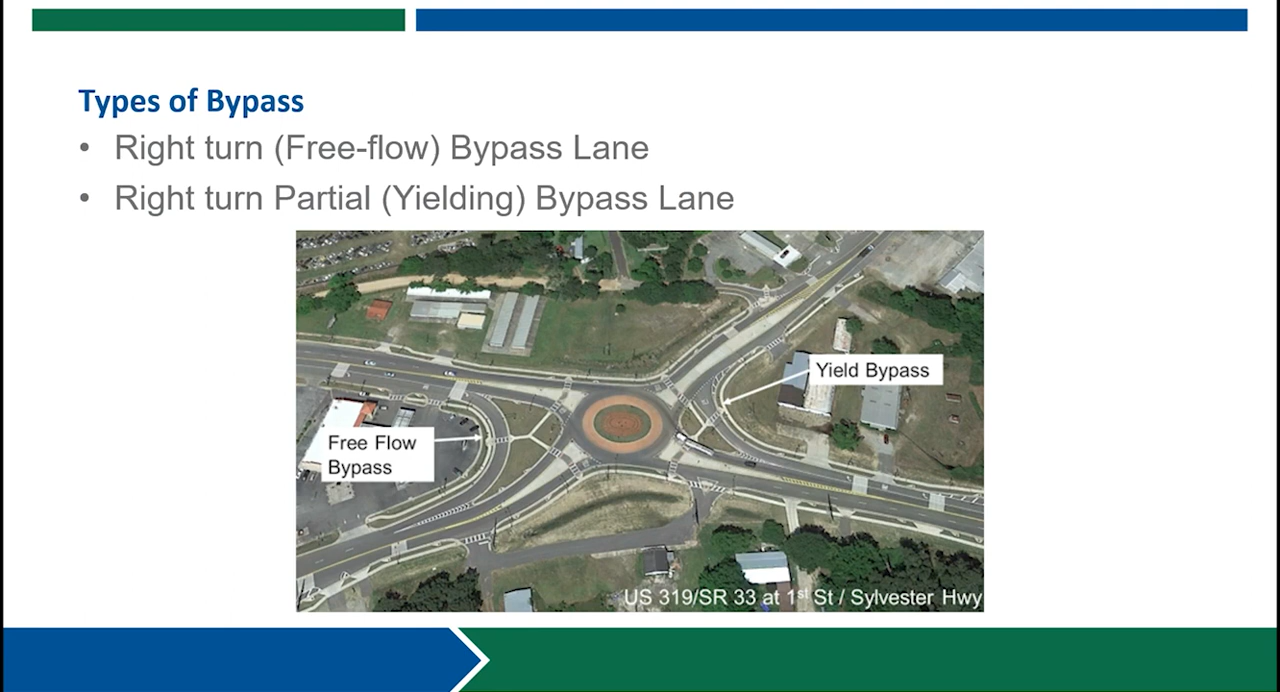 Types of Bypass
• Right turn (Free-flow) Bypass Lane
• Right turn Partial (Yielding) Bypass Lane
Yield Bypass
Free Flow
Bypass
US 319/SR 33 at 1st St / Sylvester Hwy